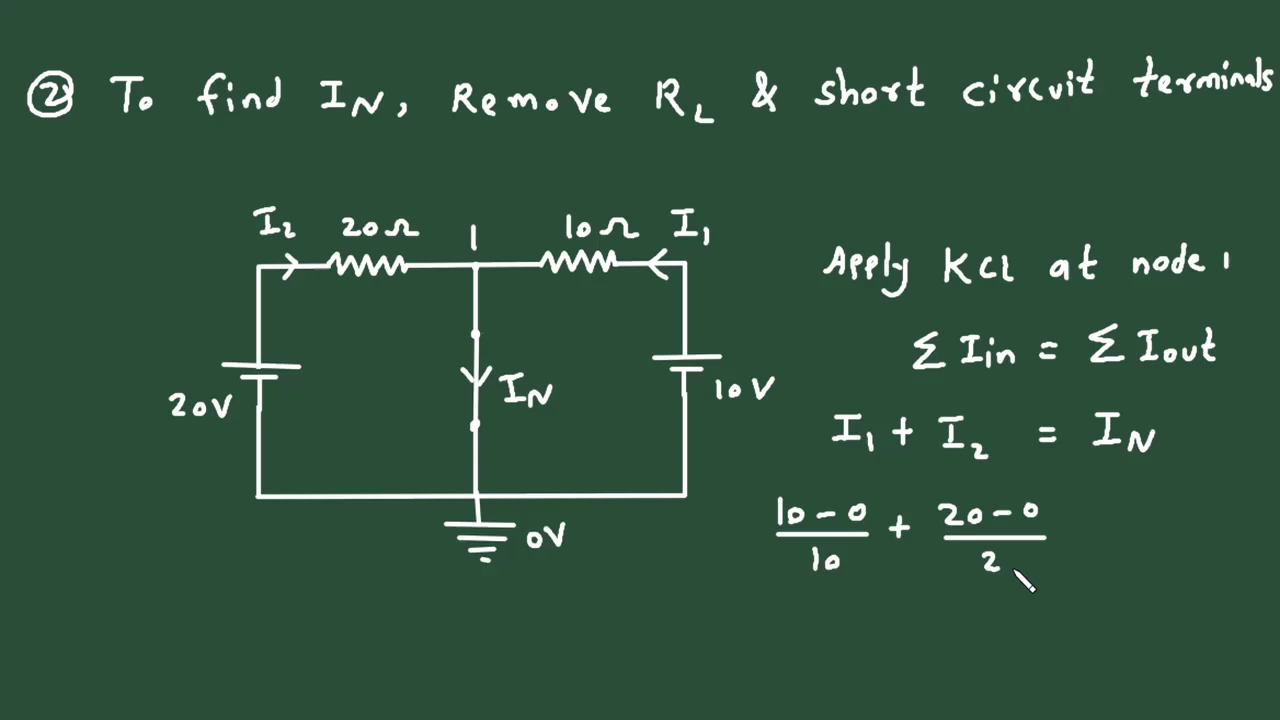 ② To find IN, Remove RL & short circuit terminals
I2 20Ω 1 10Ω I1
Apply KCL at node 1
Σ Iin = Σ Iout
20V IN 10V
I1 + I2 = IN
10-0/10 + 20-0/2
0V